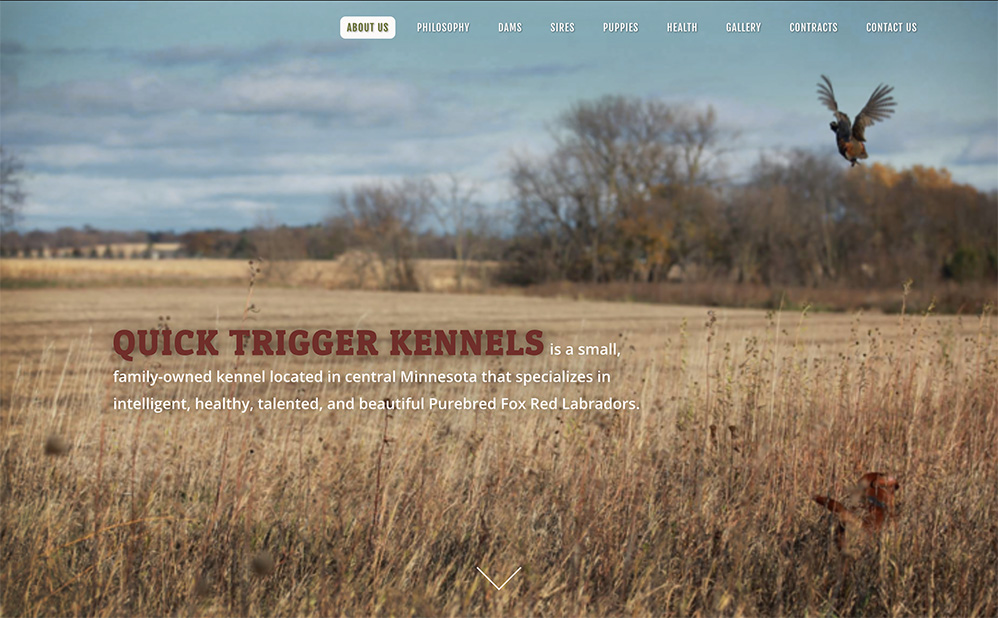 ABOUT US PHILOSOPHY DAMS SIRES PUPPIES HEALTH GALLERY CONTRACTS CONTACT US
QUICK TRIGGER KENNELS is a small,
family-owned kennel located in central Minnesota that specializes in
intelligent, healthy, talented, and beautiful Purebred Fox Red Labradors.